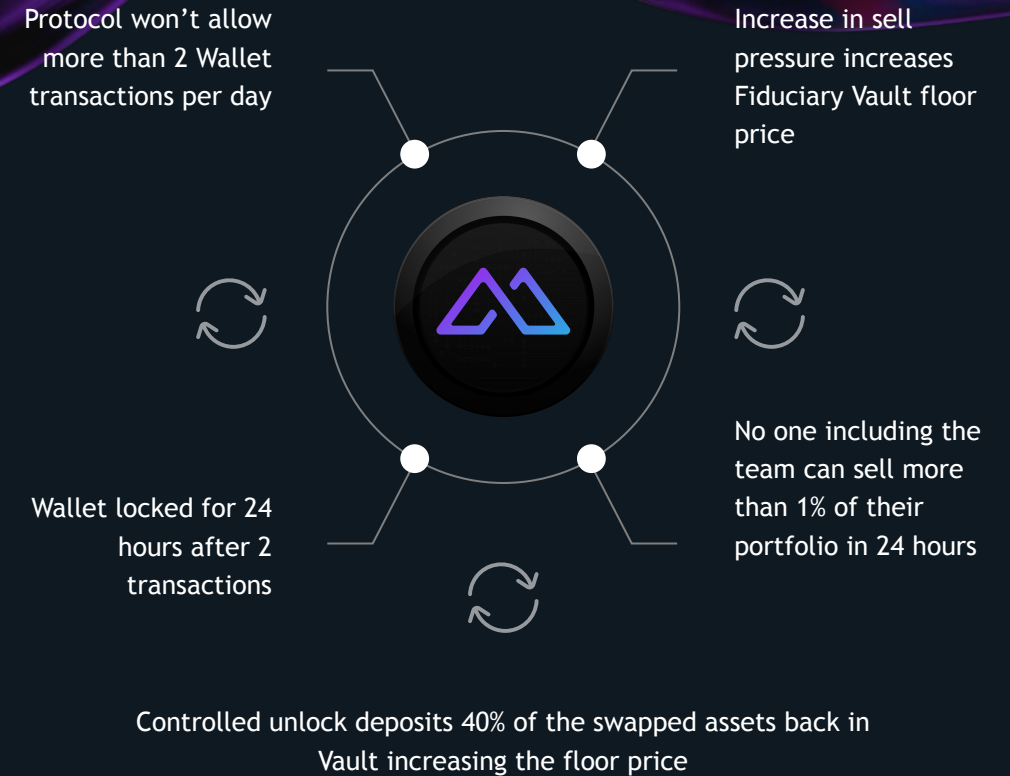 Protocol won’t allow
more than 2 Wallet
transactions per day
Increase in sell
pressure increases
Fiduciary Vault floor
price
Wallet locked for 24
hours after 2
transactions
No one including the
team can sell more
than 1% of their
portfolio in 24 hours
Controlled unlock deposits 40% of the swapped assets back in
Vault increasing the floor price